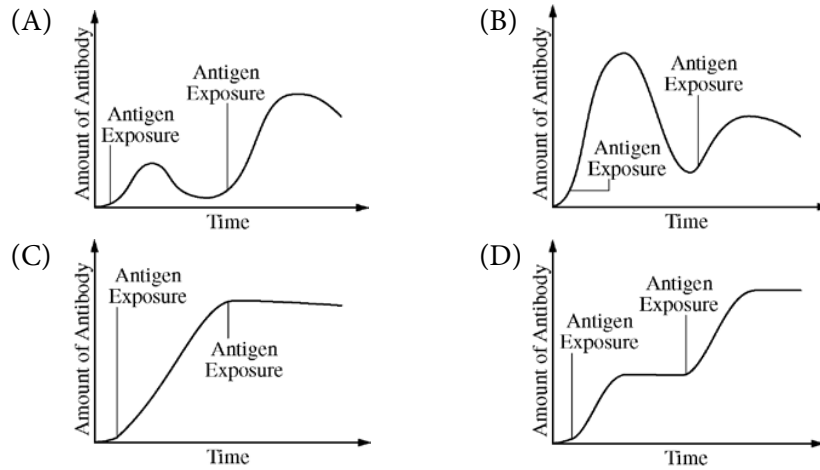 (A)
Amount of Antibody
Antigen
Exposure
Antigen
Exposure
Time
(B)
Amount of Antibody
Antigen
Exposure
Antigen
Exposure
Time
(C)
Amount of Antibody
Antigen
Exposure
Antigen
Exposure
Time
(D)
Amount of Antibody
Antigen
Exposure
Antigen
Exposure
Time